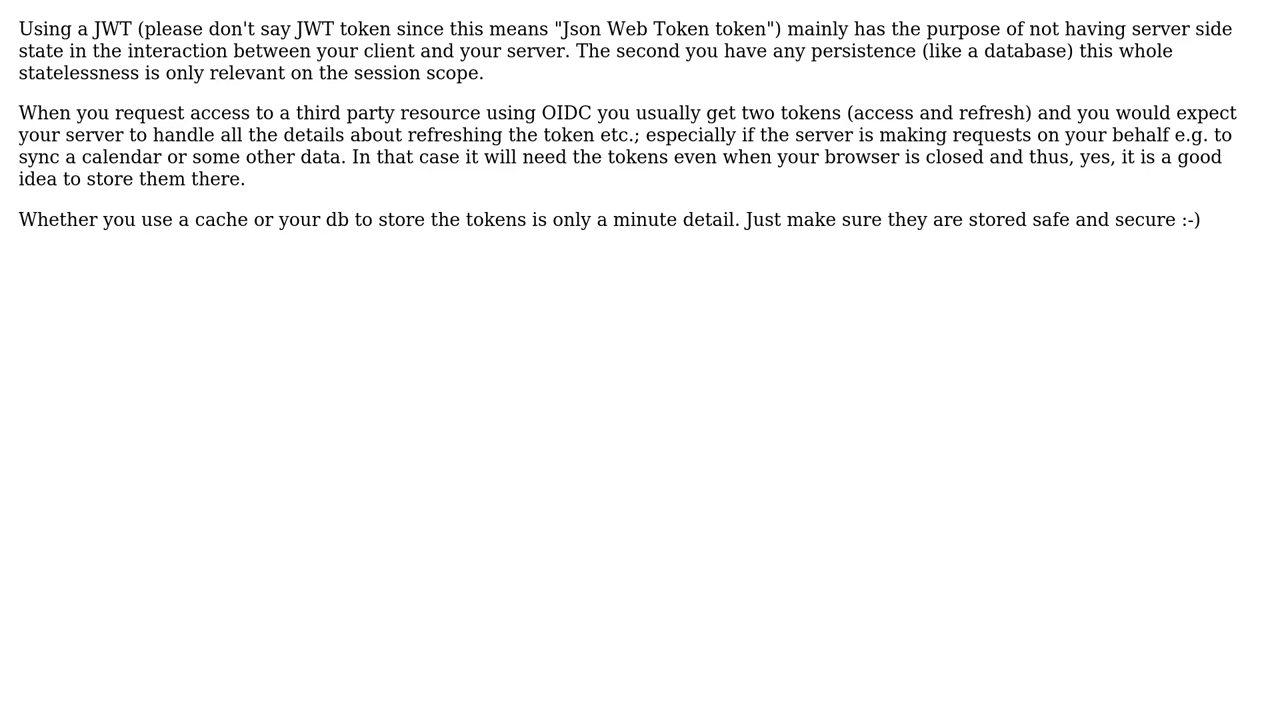 Using a JWT (please don't say JWT token since this means "Json Web Token token") mainly has the purpose of not having server side
state in the interaction between your client and your server. The second you have any persistence (like a database) this whole
statelessness is only relevant on the session scope.
When you request access to a third party resource using OIDC you usually get two tokens (access and refresh) and you would expect
your server to handle all the details about refreshing the token etc.; especially if the server is making requests on your behalf e.g. to
sync a calendar or some other data. In that case it will need the tokens even when your browser is closed and thus, yes, it is a good
idea to store them there.
Whether you use a cache or your db to store the tokens is only a minute detail. Just make sure they are stored safe and secure :-)